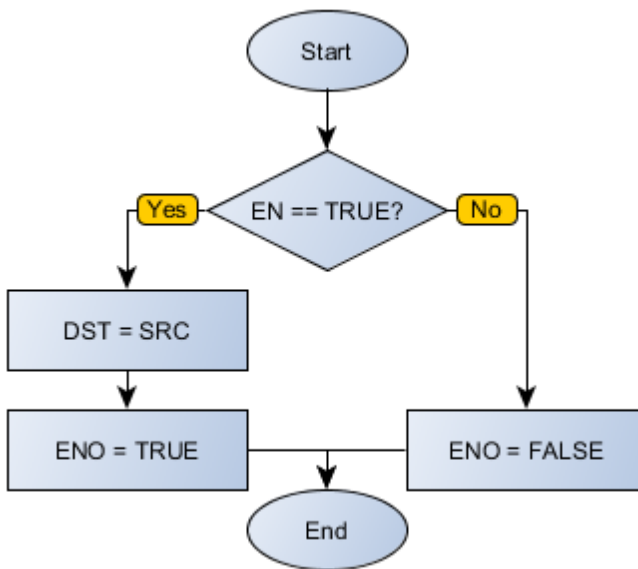 Start
EN == TRUE?
Yes
No
DST = SRC
ENO = TRUE
ENO = FALSE
End